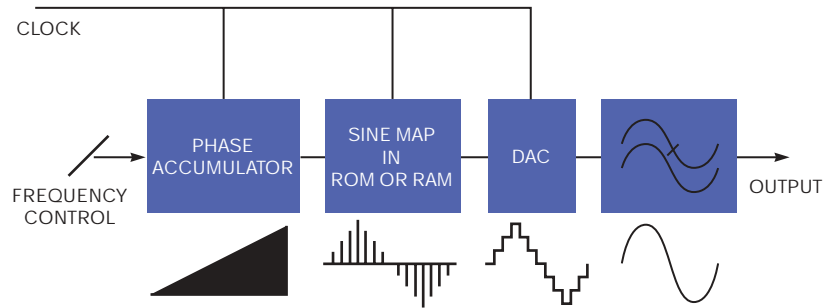 CLOCK
PHASE
ACCUMULATOR
SINE MAP
IN
ROM OR RAM
DAC
FREQUENCY
CONTROL
OUTPUT